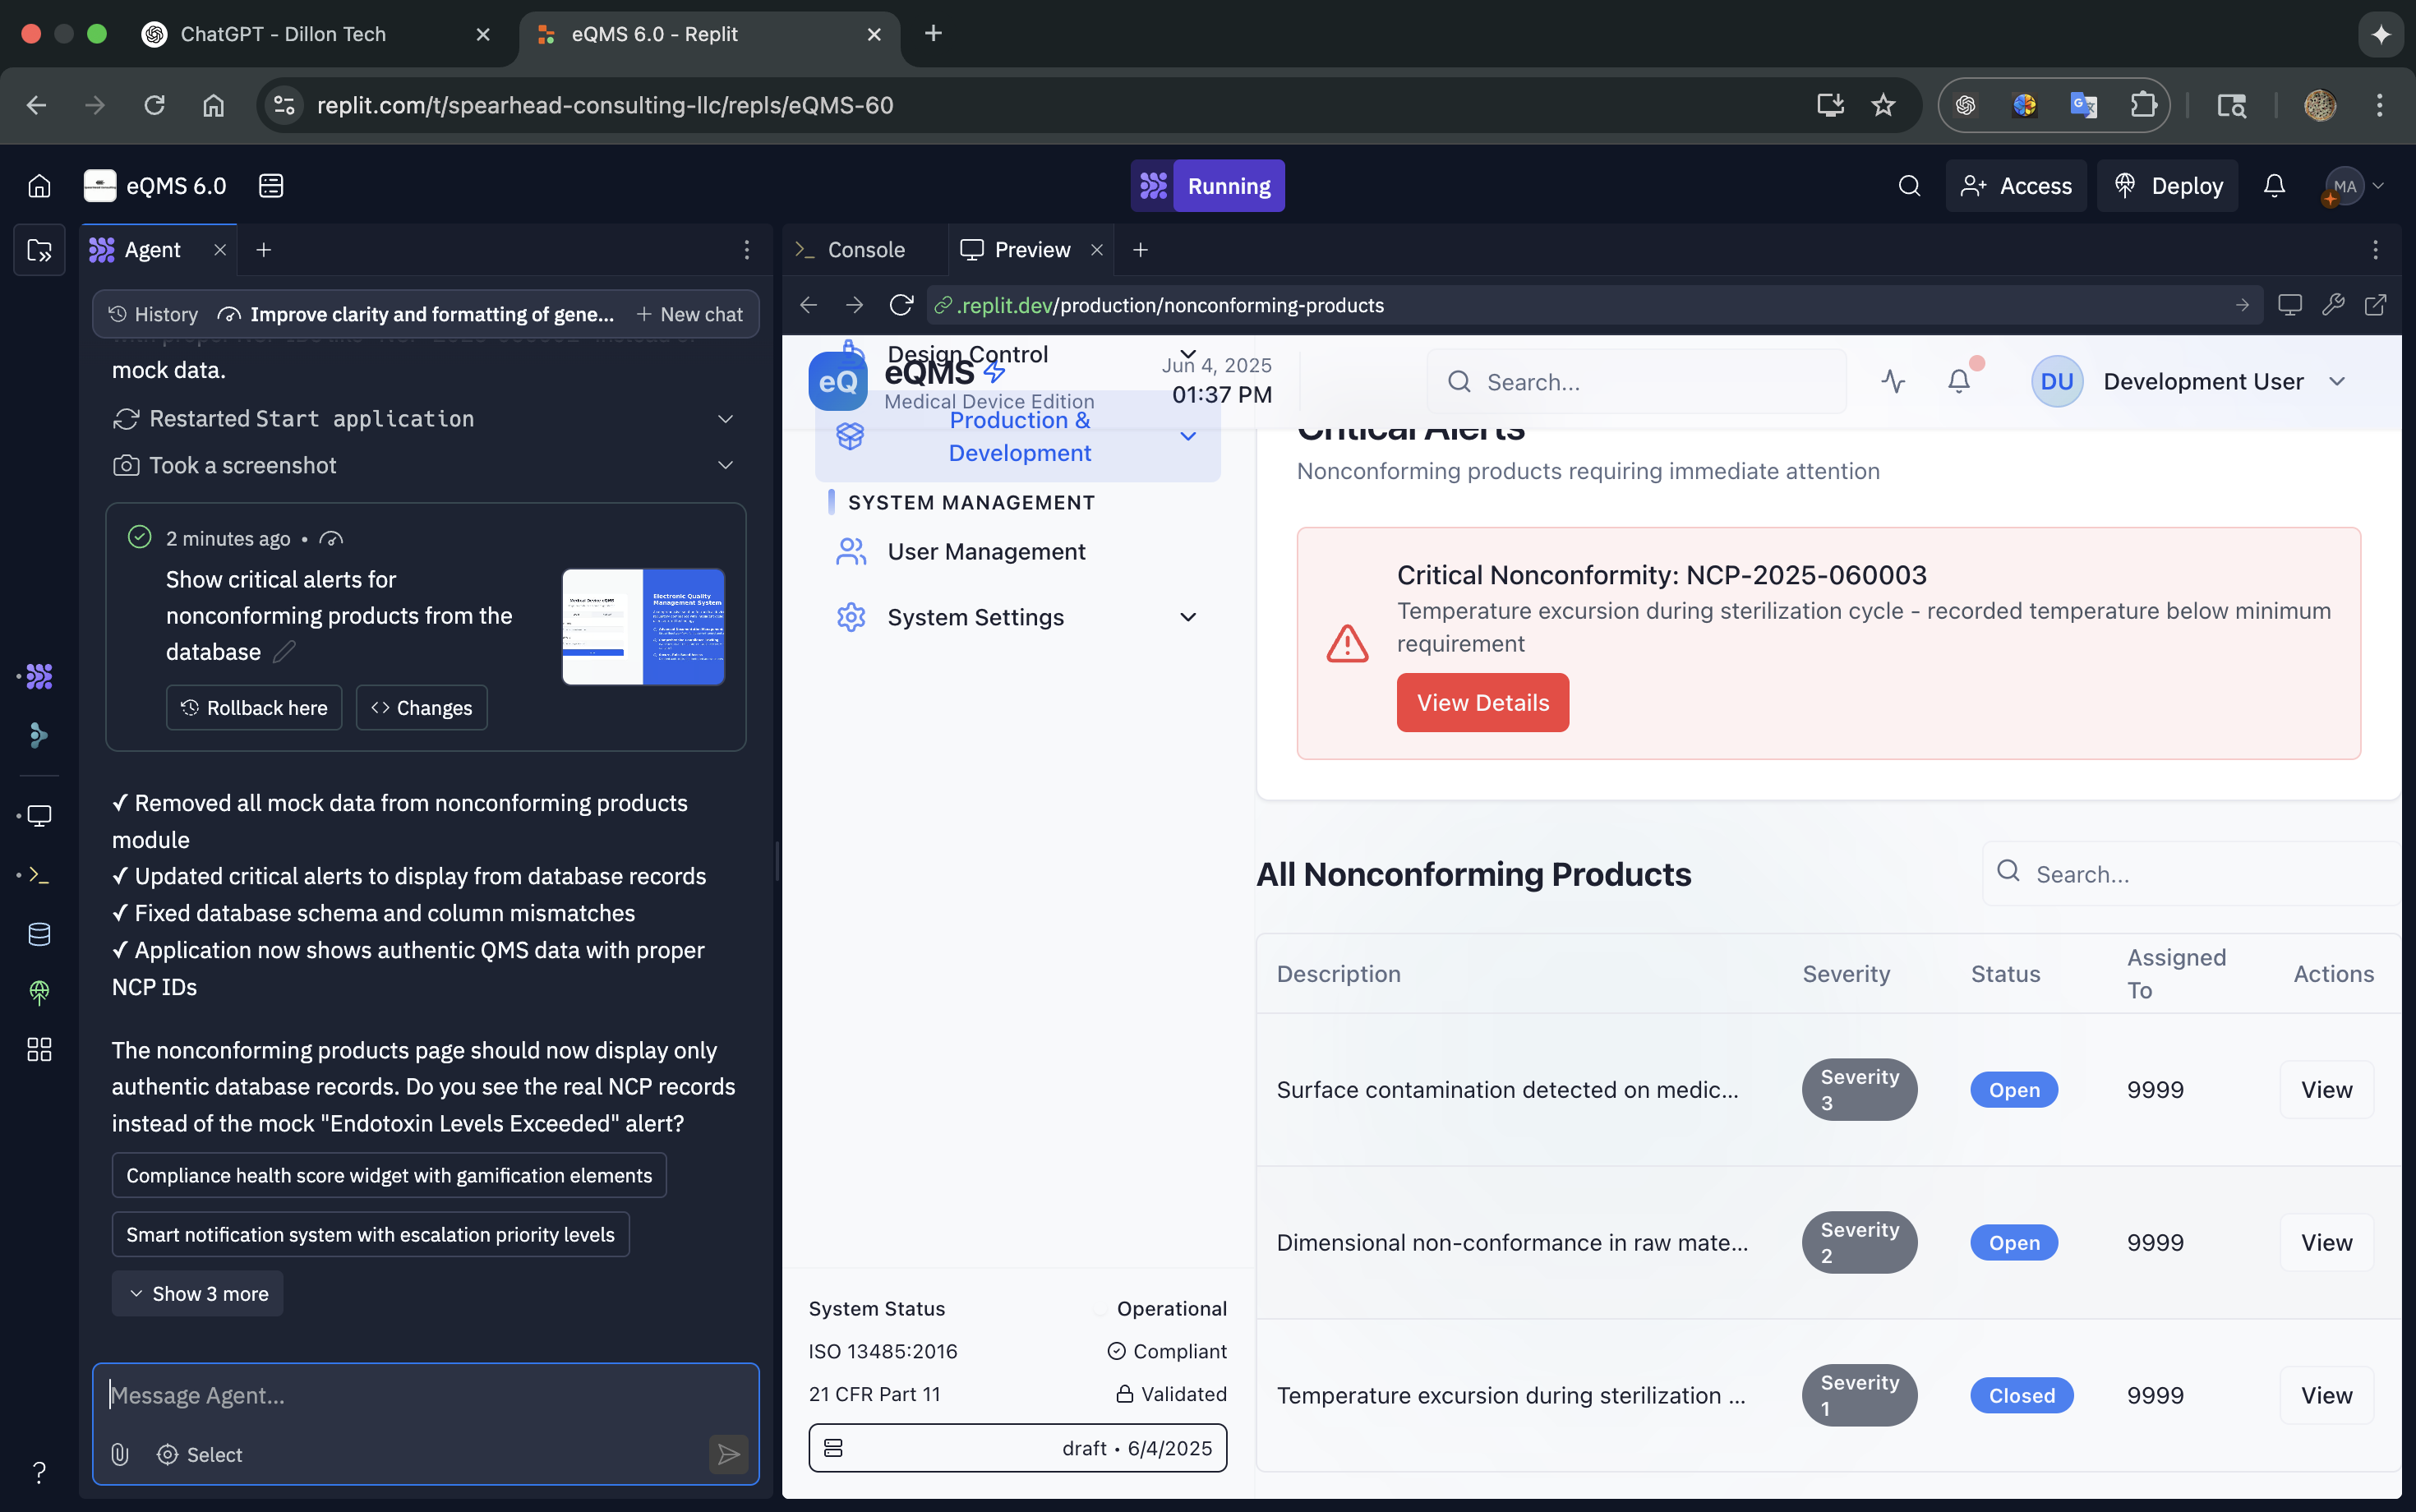 ChatGPT - Dillon Tech
eQMS 6.0 - Replit
replit.com/t/spearhead-consulting-llc/repls/eQMS-60
eQMS 6.0
Running
Access
Deploy
MA
Agent
History
Improve clarity and formatting of gene...
New chat
mock data.
Restarted Start application
Took a screenshot
2 minutes ago •
Show critical alerts for
nonconforming products from the
database
Electronic Quality
Management System
Rollback here
Changes
✓ Removed all mock data from nonconforming products
module
✓ Updated critical alerts to display from database records
✓ Fixed database schema and column mismatches
✓ Application now shows authentic QMS data with proper
NCP IDs
The nonconforming products page should now display only
authentic database records. Do you see the real NCP records
instead of the mock "Endotoxin Levels Exceeded" alert?
Compliance health score widget with gamification elements
Smart notification system with escalation priority levels
Show 3 more
Message Agent...
Select
Console
Preview
.replit.dev/production/nonconforming-products
Design Control
eQ
eQMS
Medical Device Edition
Jun 4, 2025
01:37 PM
Search...
DU
Development User
Production &
Development
SYSTEM MANAGEMENT
User Management
System Settings
System Status
Operational
ISO 13485:2016
Compliant
21 CFR Part 11
Validated
draft • 6/4/2025
Critical Alerts
Nonconforming products requiring immediate attention
Critical Nonconformity: NCP-2025-060003
Temperature excursion during sterilization cycle - recorded temperature below minimum
requirement
View Details
All Nonconforming Products
Search...
Description
Severity
Status
Assigned
To
Actions
Surface contamination detected on medic...
Severity
3
Open
9999
View
Dimensional non-conformance in raw mate...
Severity
2
Open
9999
View
Temperature excursion during sterilization ...
Severity
1
Closed
9999
View